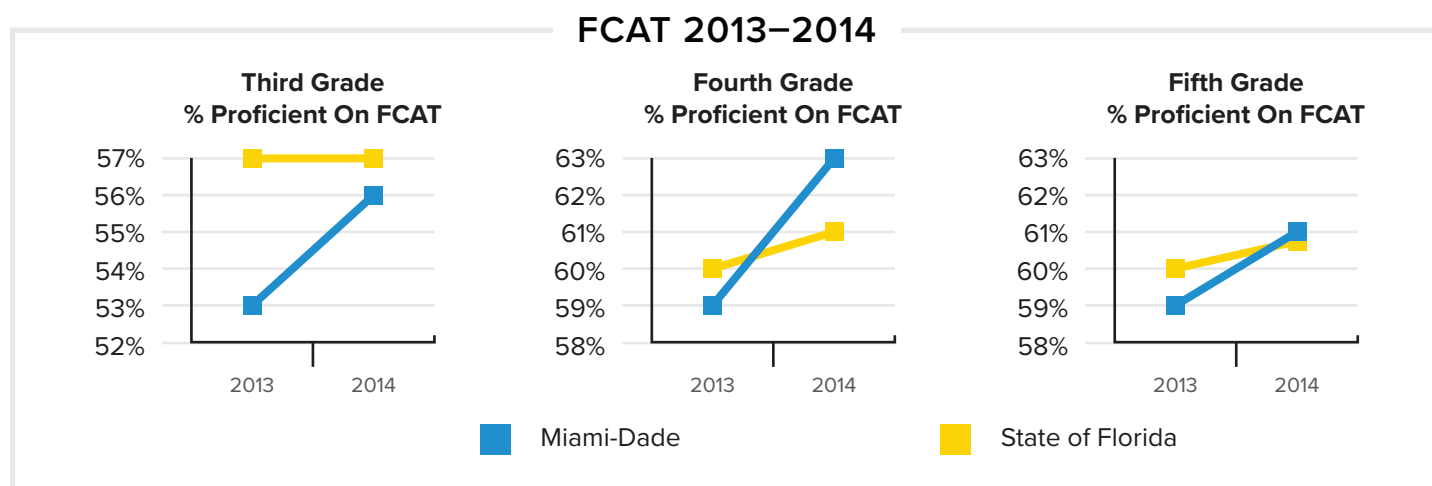 FCAT 2013–2014
Third Grade
% Proficient On FCAT
57%
56%
55%
54%
53%
52%
2013 2014
Fourth Grade
% Proficient On FCAT
63%
62%
61%
60%
59%
58%
2013 2014
Fifth Grade
% Proficient On FCAT
63%
62%
61%
60%
59%
58%
2013 2014
Miami-Dade
State of Florida